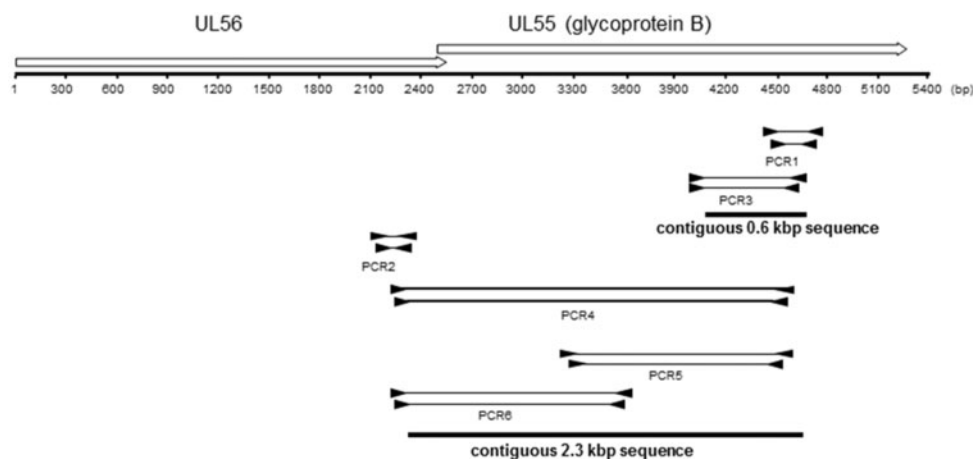 UL56 UL55 (glycoprotein B)
1 300 600 900 1200 1500 1800 2100 2400 2700 3000 3300 3600 3900 4200 4500 4800 5100 5400 (bp)
PCR1
PCR3
contiguous 0.6 kbp sequence
PCR2
PCR4
PCR5
PCR6
contiguous 2.3 kbp sequence